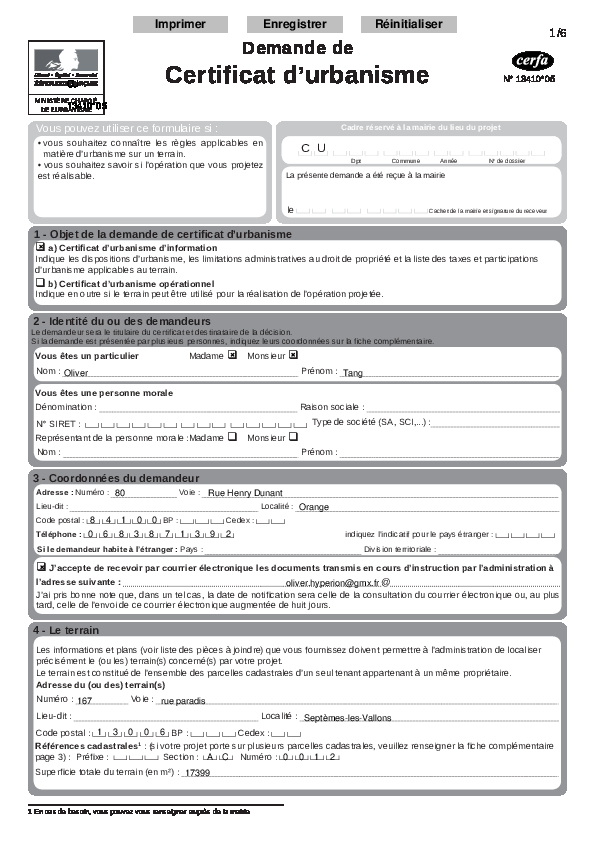 Imprimer Enregistrer Réinitialiser
1/6
Demande de
Certificat d'urbanisme
cerfa
N° 13410*05
MINISTÈRE CHARGÉ
DE L'URBANISME
Vous pouvez utiliser ce formulaire si :
• vous souhaitez connaître les règles applicables en
matière d'urbanisme sur un terrain.
• vous souhaitez savoir si l'opération que vous projetez
est réalisable.
Cadre réservé à la mairie du lieu du projet
C U
Dpt Commune Année N° de dossier
La présente demande a été reçue à la mairie
le Cachet de la mairie et signature du receveur
1 - Objet de la demande de certificat d'urbanisme
a) Certificat d'urbanisme d'information
Indique les dispositions d'urbanisme, les limitations administratives au droit de propriété et la liste des taxes et participations
d'urbanisme applicables au terrain.
b) Certificat d'urbanisme opérationnel
Indique en outre si le terrain peut être utilisé pour la réalisation de l'opération projetée.
2 - Identité du ou des demandeurs
Le demandeur sera le titulaire du certificat et destinataire de la décision.
Si la demande est présentée par plusieurs personnes, indiquez leurs coordonnées sur la fiche complémentaire.
Vous êtes un particulier Madame Monsieur
Nom : Oliver Prénom : Tang
Vous êtes une personne morale
Dénomination : Raison sociale :
N° SIRET : Type de société (SA, SCI,...) :
Représentant de la personne morale : Madame Monsieur
Nom : Prénom :
3 - Coordonnées du demandeur
Adresse : Numéro : 80 Voie : Rue Henry Dunant
Lieu-dit : Localité : Orange
Code postal : 8 4 1 0 0 BP : Cedex :
Téléphone : 0 6 8 3 8 7 1 3 9 2 indiquez l'indicatif pour le pays étranger :
Si le demandeur habite à l'étranger : Pays : Division territoriale :
J'accepte de recevoir par courrier électronique les documents transmis en cours d'instruction par l'administration à
l'adresse suivante : oliver.hyperion@gmx.fr @
J'ai pris bonne note que, dans un tel cas, la date de notification sera celle de la consultation du courrier électronique ou, au plus
tard, celle de l'envoi de ce courrier électronique augmentée de huit jours.
4 - Le terrain
Les informations et plans (voir liste des pièces à joindre) que vous fournissez doivent permettre à l'administration de localiser
précisément le (ou les) terrain(s) concerné(s) par votre projet.
Le terrain est constitué de l'ensemble des parcelles cadastrales d'un seul tenant appartenant à un même propriétaire.
Adresse du (ou des) terrain(s)
Numéro : 167 Voie : rue paradis
Lieu-dit : Localité : Septèmes-les-Vallons
Code postal : 1 3 0 0 6 BP : Cedex :
Références cadastrales¹ : (si votre projet porte sur plusieurs parcelles cadastrales, veuillez renseigner la fiche complémentaire
page 3) : Préfixe : Section : A C Numéro : 0 0 1 2
Superficie totale du terrain (en m²) : 17399
1 En cas de besoin, vous pouvez vous renseigner auprès de la mairie